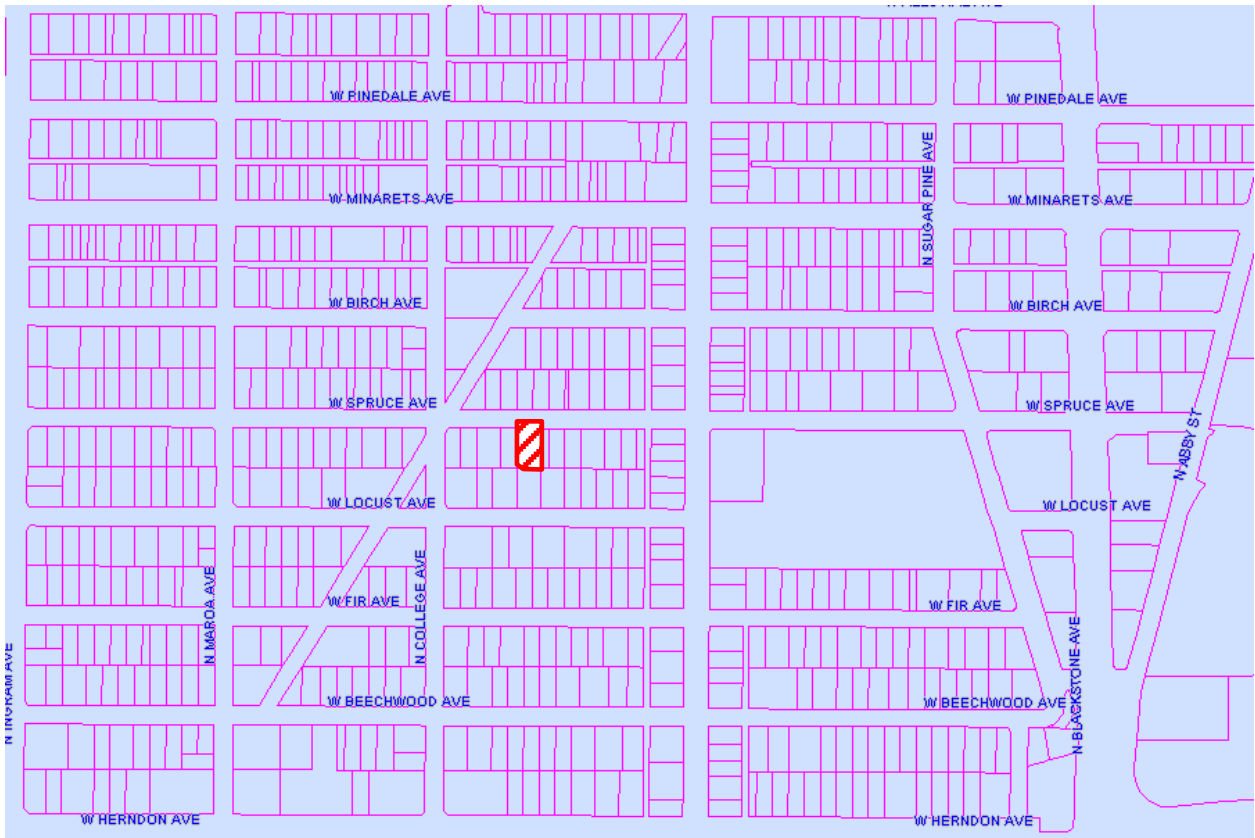 W PINEDALE AVE
W PINEDALE AVE
W MINARETS AVE
N SUGAR PINE AVE
W MINARETS AVE
W BIRCH AVE
W BIRCH AVE
W SPRUCE AVE
W SPRUCE AVE
N ABBY ST
W LOCUST AVE
W LOCUST AVE
N MAROA AVE
W FIR AVE
N COLLEGE AVE
W FIR AVE
N INGRAM AVE
W BEECHWOOD AVE
W BEECHWOOD AVE
N BLACKSTONE AVE
W HERNDON AVE
W HERNDON AVE